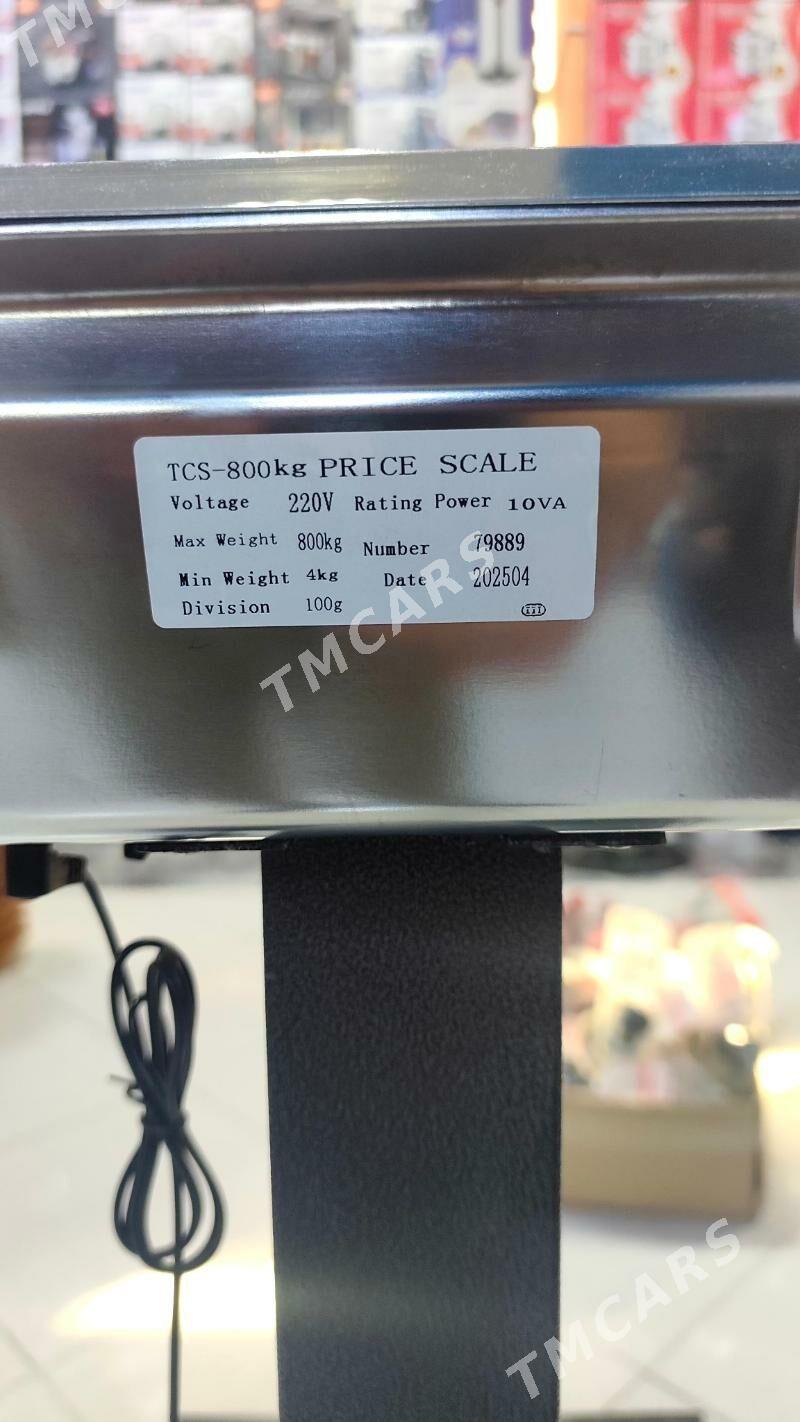 TMCARS
TCS-800kg PRICE SCALE
Voltage 220V Rating Power 10VA
Max Weight 800kg Number 79889
Min Weight 4kg Date 202504
Division 100g
TMCARS
TMCARS